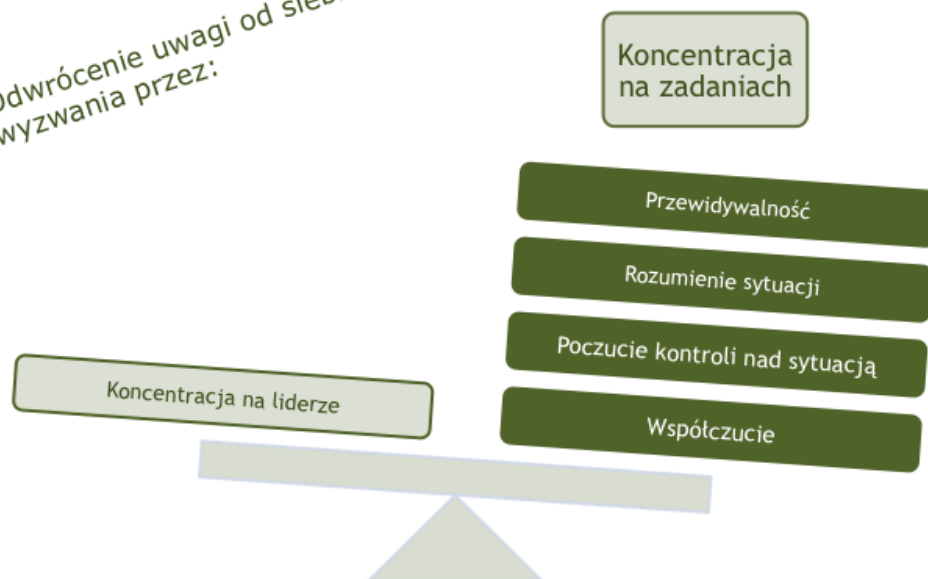 Odwrócenie uwagi od
wyzwania przez:
Koncentracja
na zadaniach
Przewidywalność
Rozumienie sytuacji
Poczucie kontroli nad sytuacją
Współczucie
Koncentracja na liderze